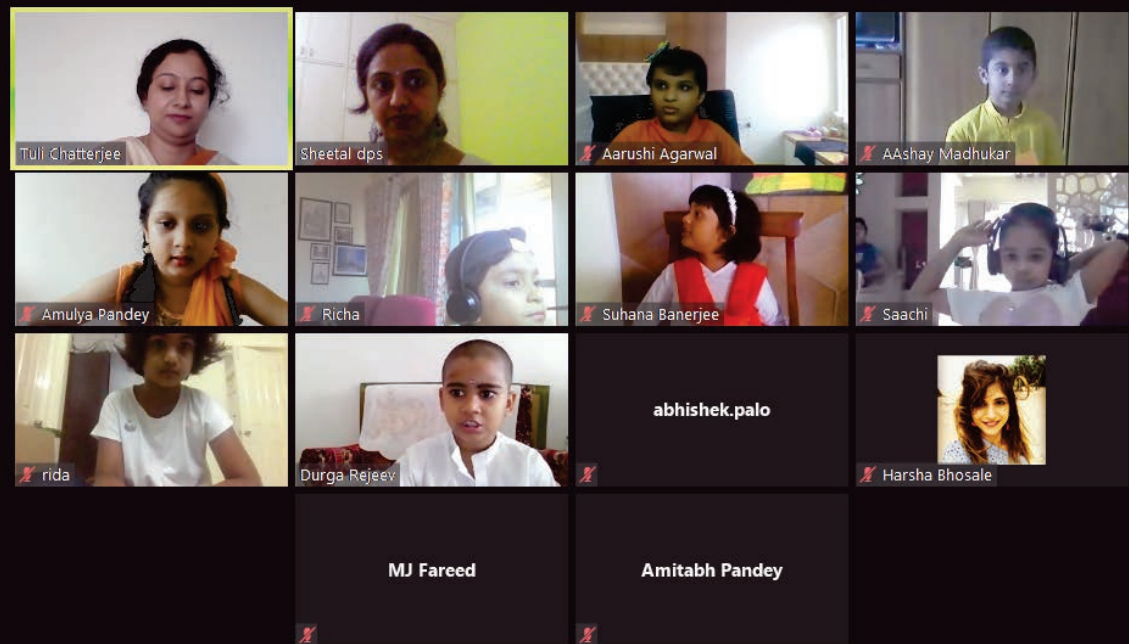 Tuli Chatterjee
Sheetal dps
Aarushi Agarwal
AAshay Madhukar
Amulya Pandey
Richa
Suhana Banerjee
Saachi
rida
Durga Rejeev
abhishek.palo
Harsha Bhosale
MJ Fareed
Amitabh Pandey